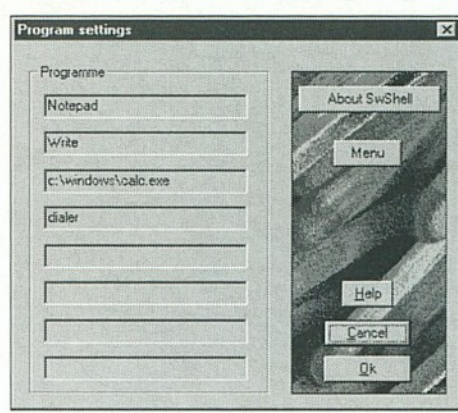 Program settings
Programme
Notepad
Write
c:\windows\calc.exe
dialer
About SwShell
Menu
Help
Cancel
Ok